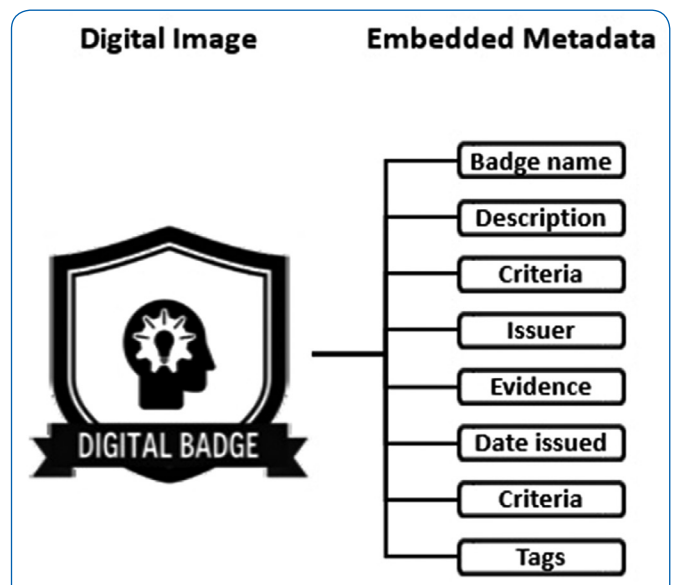 Digital Image
Embedded Metadata
DIGITAL BADGE
Badge name
Description
Criteria
Issuer
Evidence
Date issued
Criteria
Tags